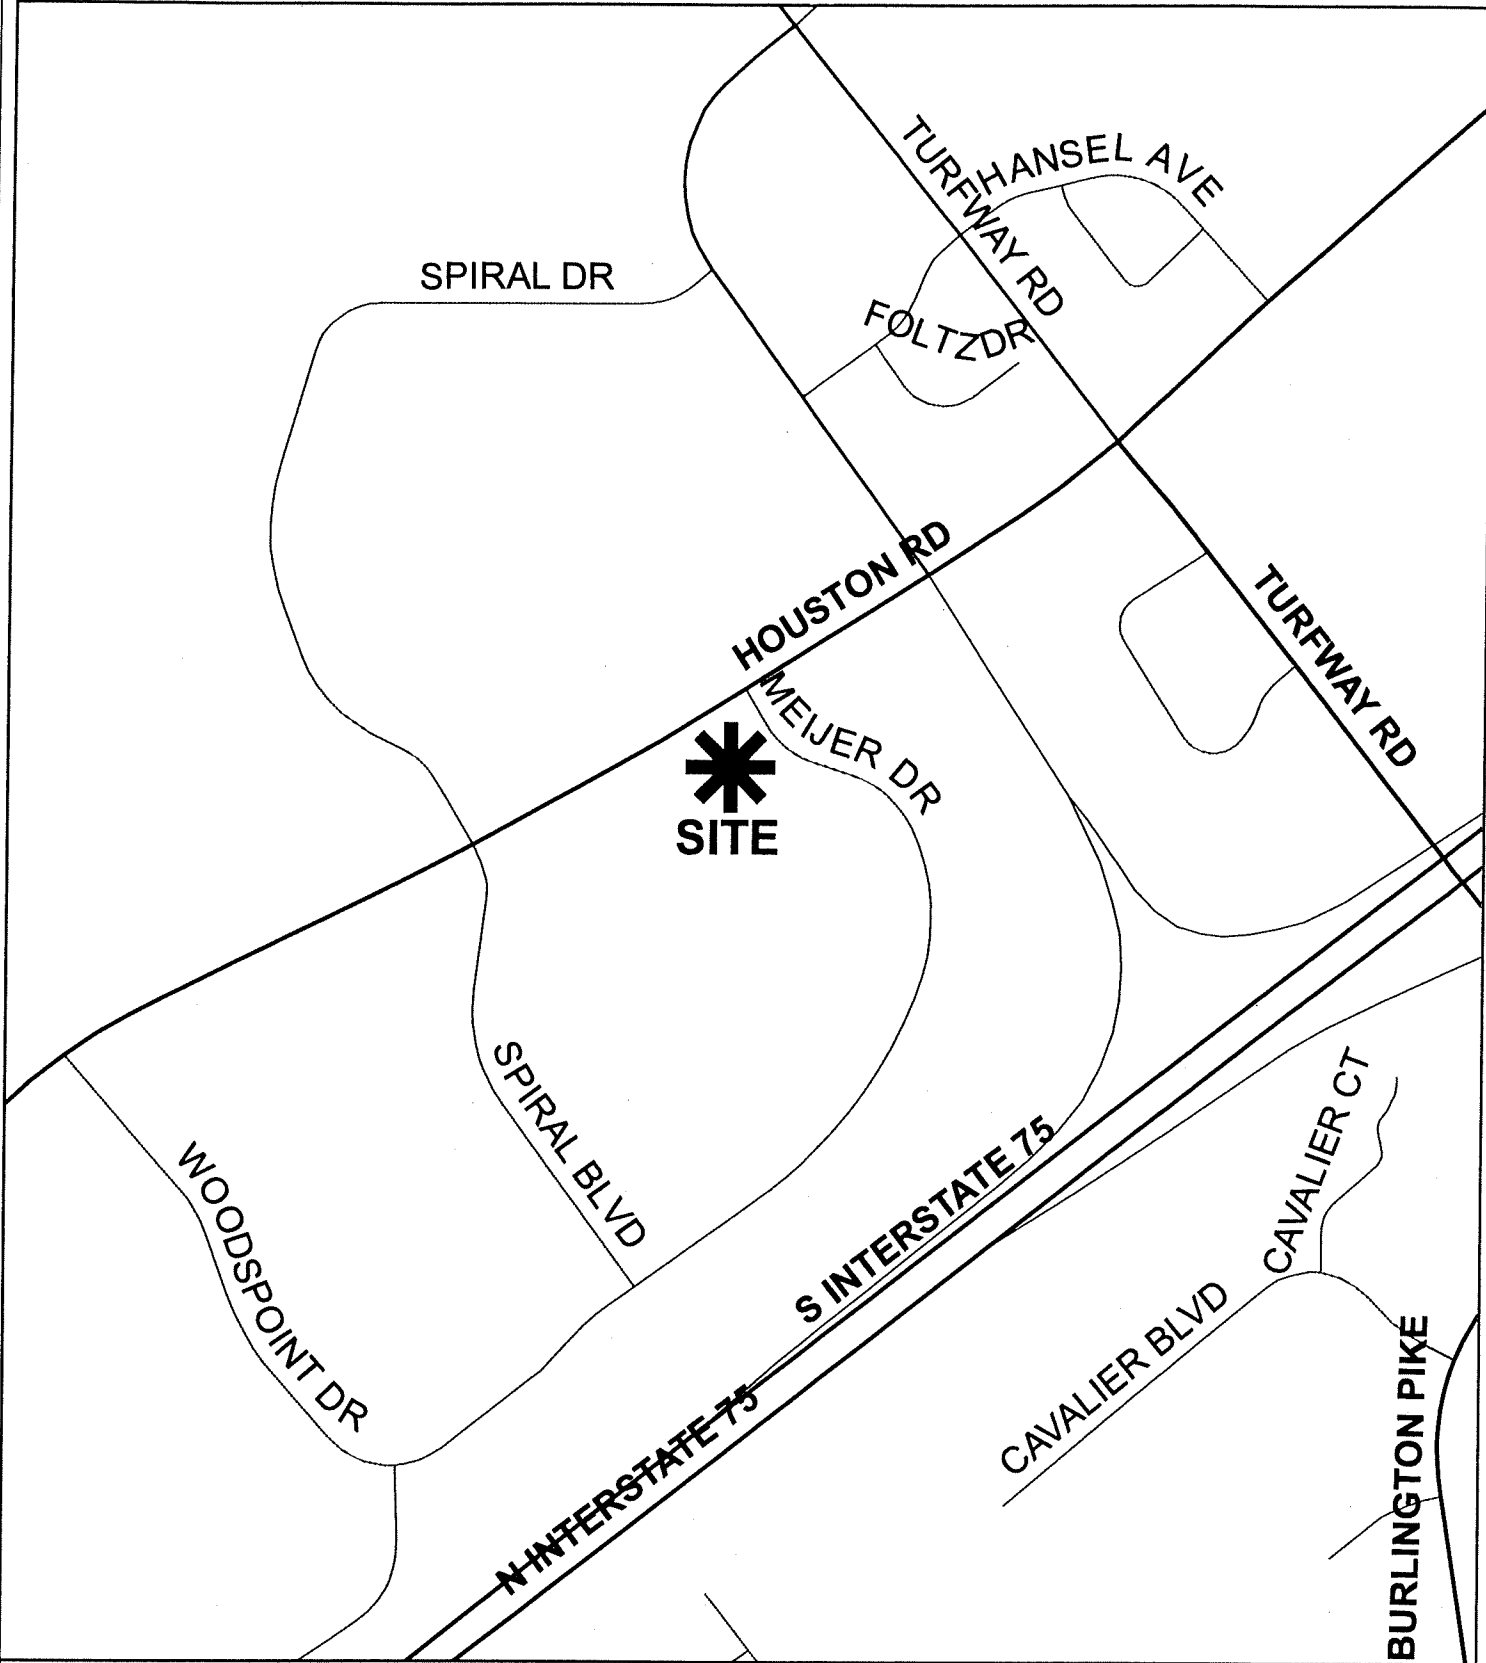 TURFWAY RD
HANSEL AVE
SPIRAL DR
FOLTZ DR
HOUSTON RD
TURFWAY RD
MEIJER DR
SITE
SPIRAL BLVD
WOODSPOINT DR
S INTERSTATE 75
CAVALIER CT
CAVALIER BLVD
N INTERSTATE 75
BURLINGTON PIKE